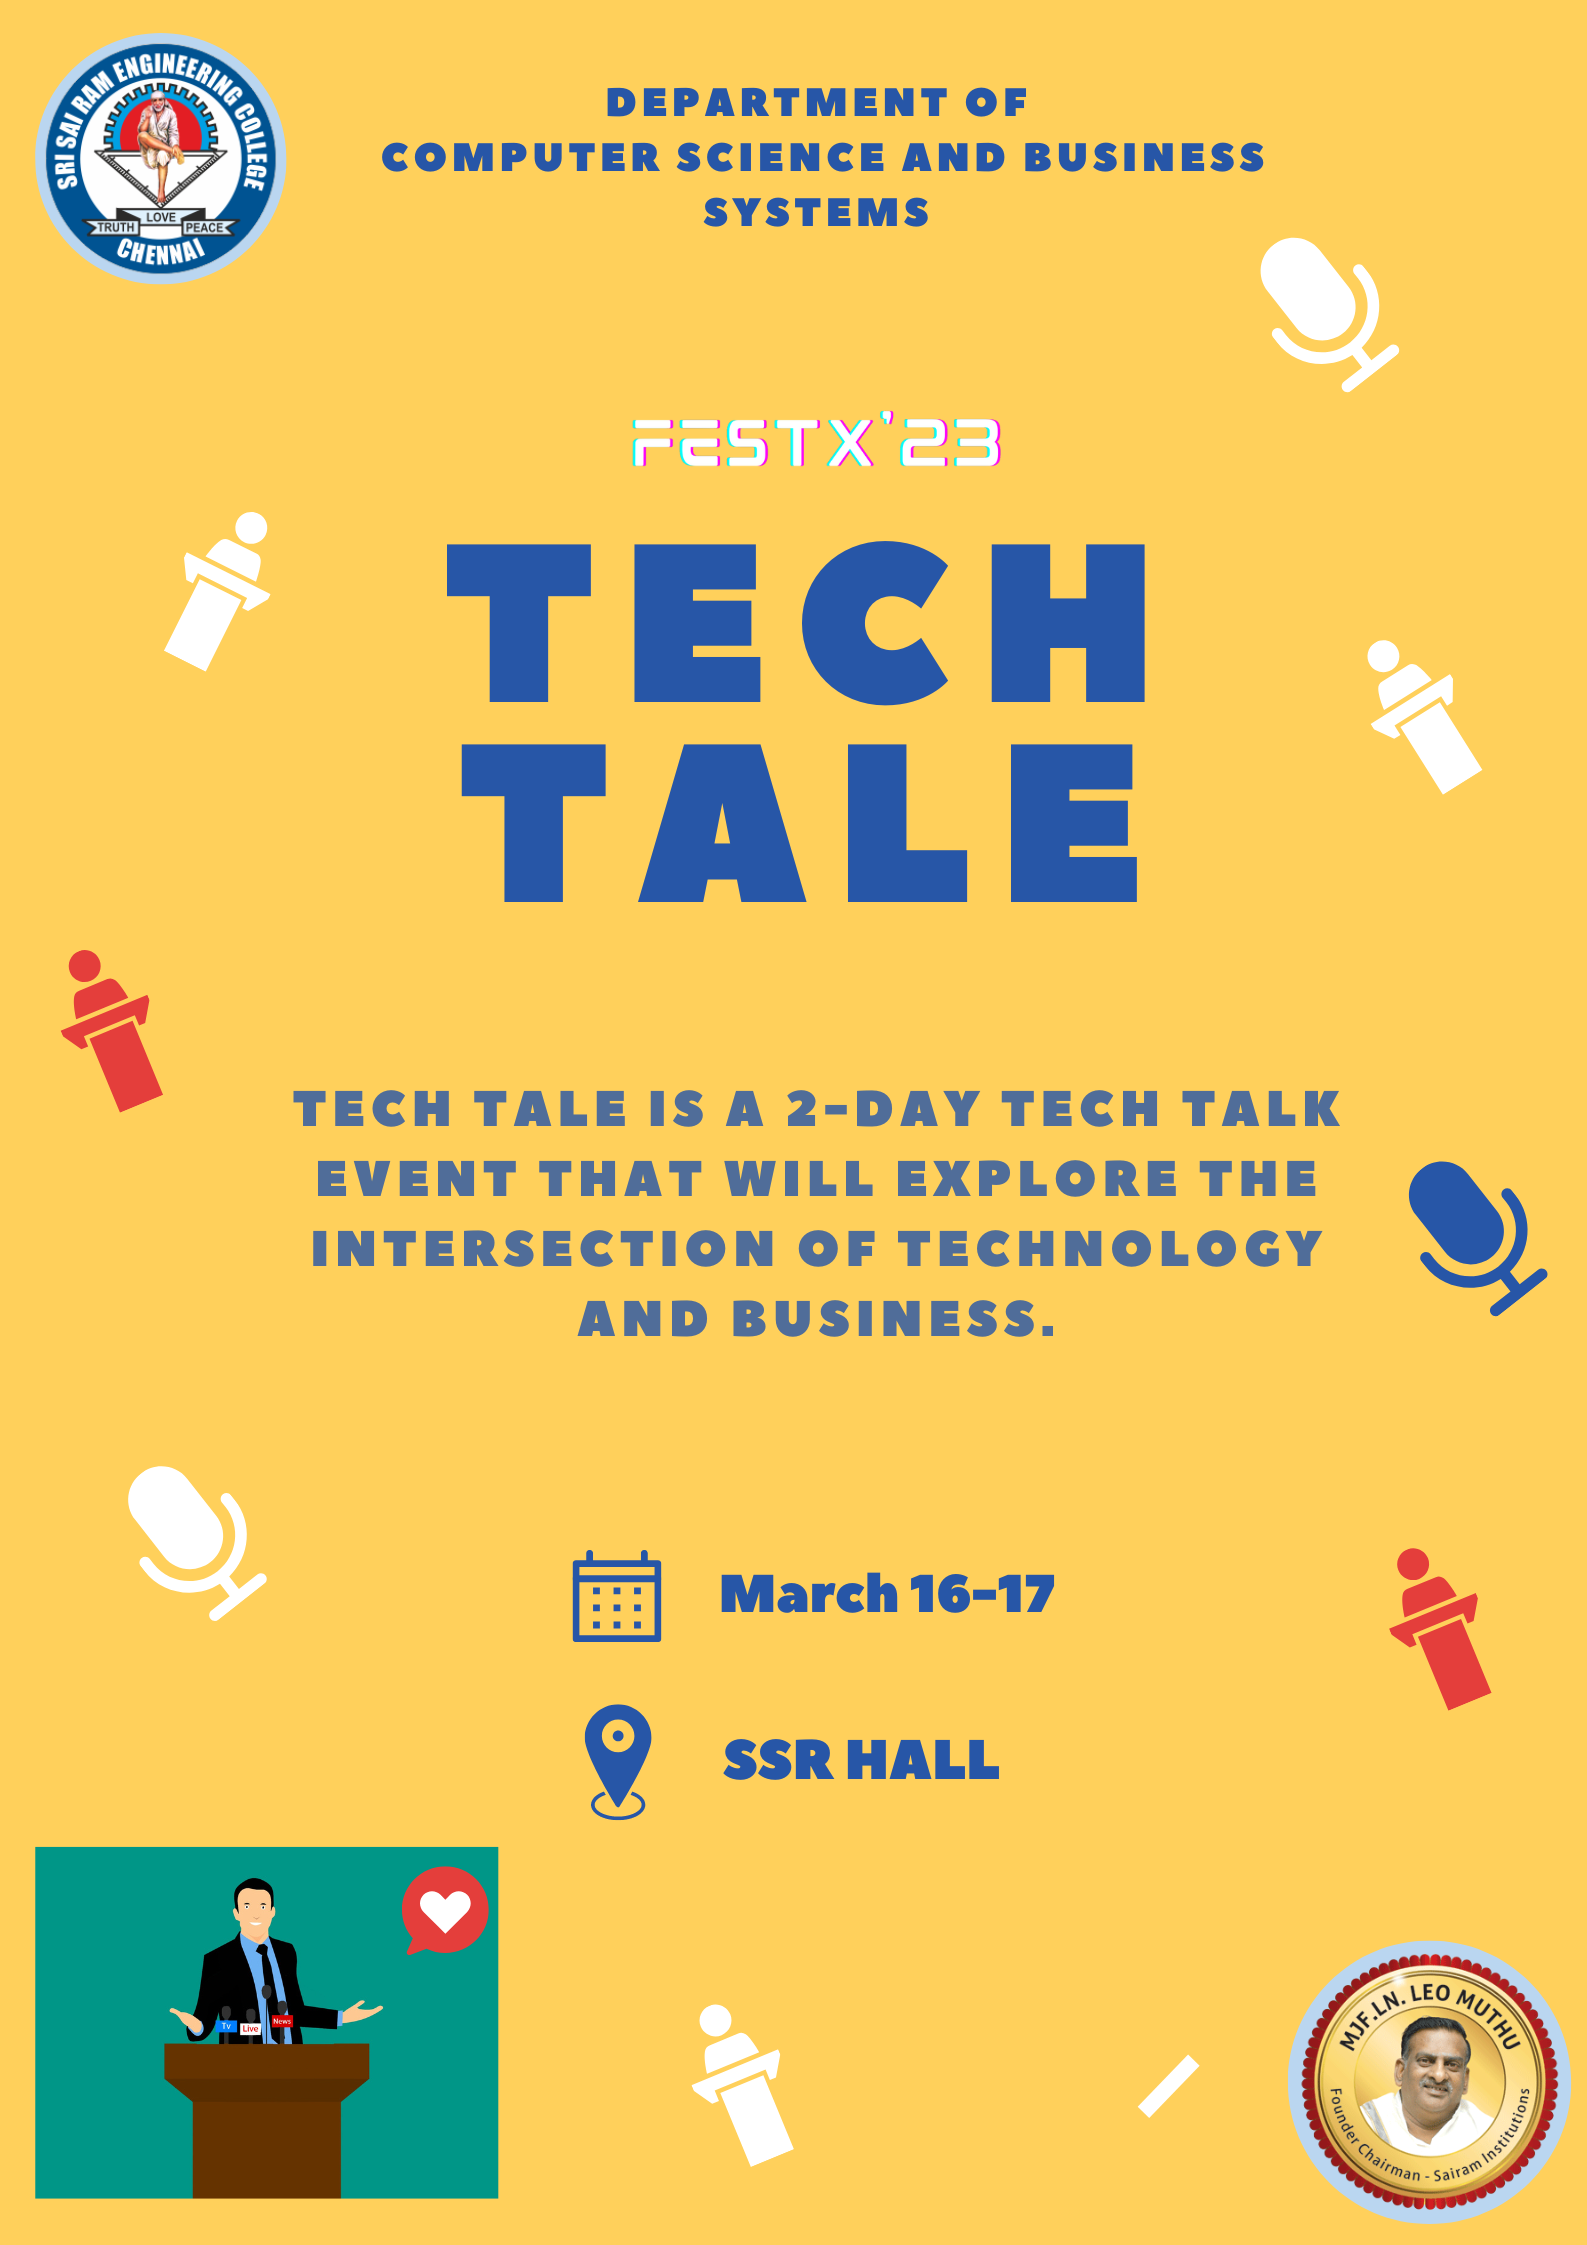 SRI SAI RAM ENGINEERING COLLEGE
LOVE
TRUTH PEACE
CHENNAI
DEPARTMENT OF
COMPUTER SCIENCE AND BUSINESS
SYSTEMS
FESTX'23
TECH
TALE
TECH TALE IS A 2-DAY TECH TALK
EVENT THAT WILL EXPLORE THE
INTERSECTION OF TECHNOLOGY
AND BUSINESS.
March 16-17
SSR HALL
Tv Live News
MJF.LN. LEO MUTHU
Founder Chairman - Sairam Institutions